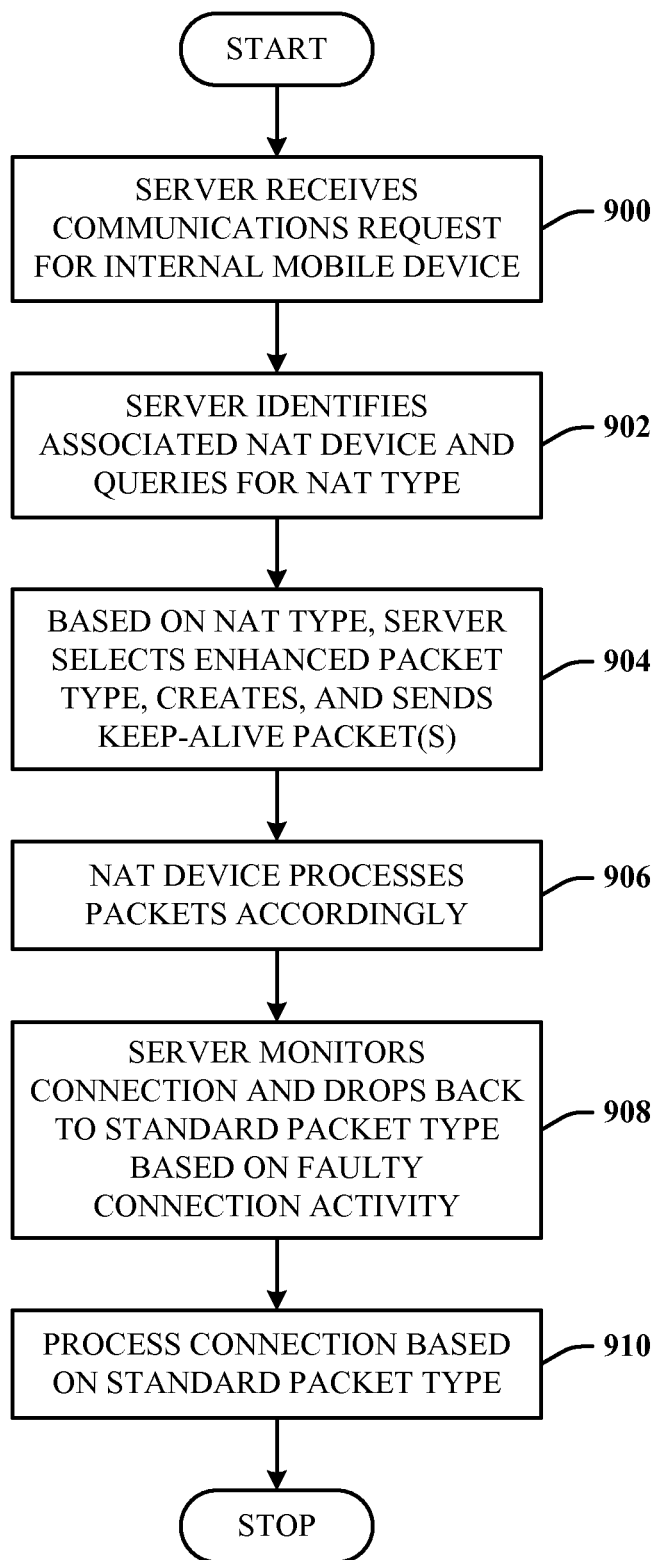 START
SERVER RECEIVES
COMMUNICATIONS REQUEST
FOR INTERNAL MOBILE DEVICE
900
SERVER IDENTIFIES
ASSOCIATED NAT DEVICE AND
QUERIES FOR NAT TYPE
902
BASED ON NAT TYPE, SERVER
SELECTS ENHANCED PACKET
TYPE, CREATES, AND SENDS
KEEP-ALIVE PACKET(S)
904
NAT DEVICE PROCESSES
PACKETS ACCORDINGLY
906
SERVER MONITORS
CONNECTION AND DROPS BACK
TO STANDARD PACKET TYPE
BASED ON FAULTY
CONNECTION ACTIVITY
908
PROCESS CONNECTION BASED
ON STANDARD PACKET TYPE
910
STOP